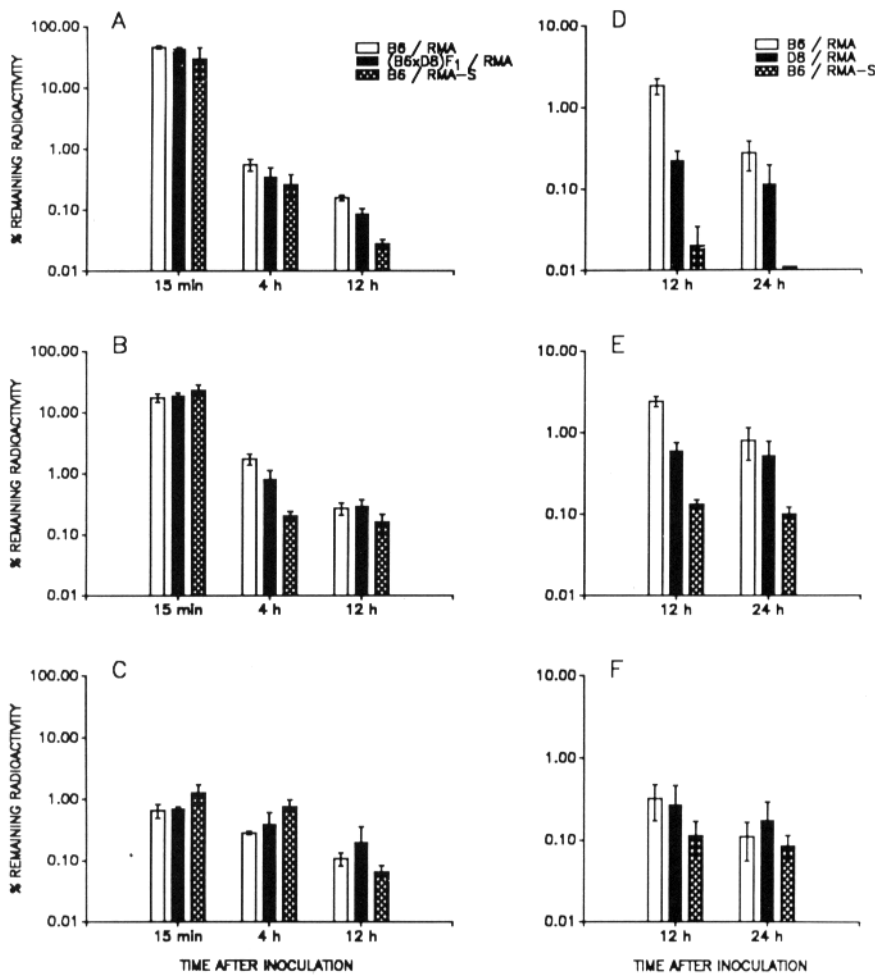 A
B6 / RMA
(B6xD8)F1 / RMA
B6 / RMA-S
% REMAINING RADIOACTIVITY
100.00
10.00
1.00
0.10
0.01
15 min 4 h 12 h
D
B6 / RMA
D8 / RMA
B6 / RMA-S
10.00
1.00
0.10
0.01
12 h 24 h
B
% REMAINING RADIOACTIVITY
100.00
10.00
1.00
0.10
0.01
15 min 4 h 12 h
E
10.00
1.00
0.10
0.01
12 h 24 h
C
% REMAINING RADIOACTIVITY
100.00
10.00
1.00
0.10
0.01
15 min 4 h 12 h
TIME AFTER INOCULATION
F
10.00
1.00
0.10
0.01
12 h 24 h
TIME AFTER INOCULATION